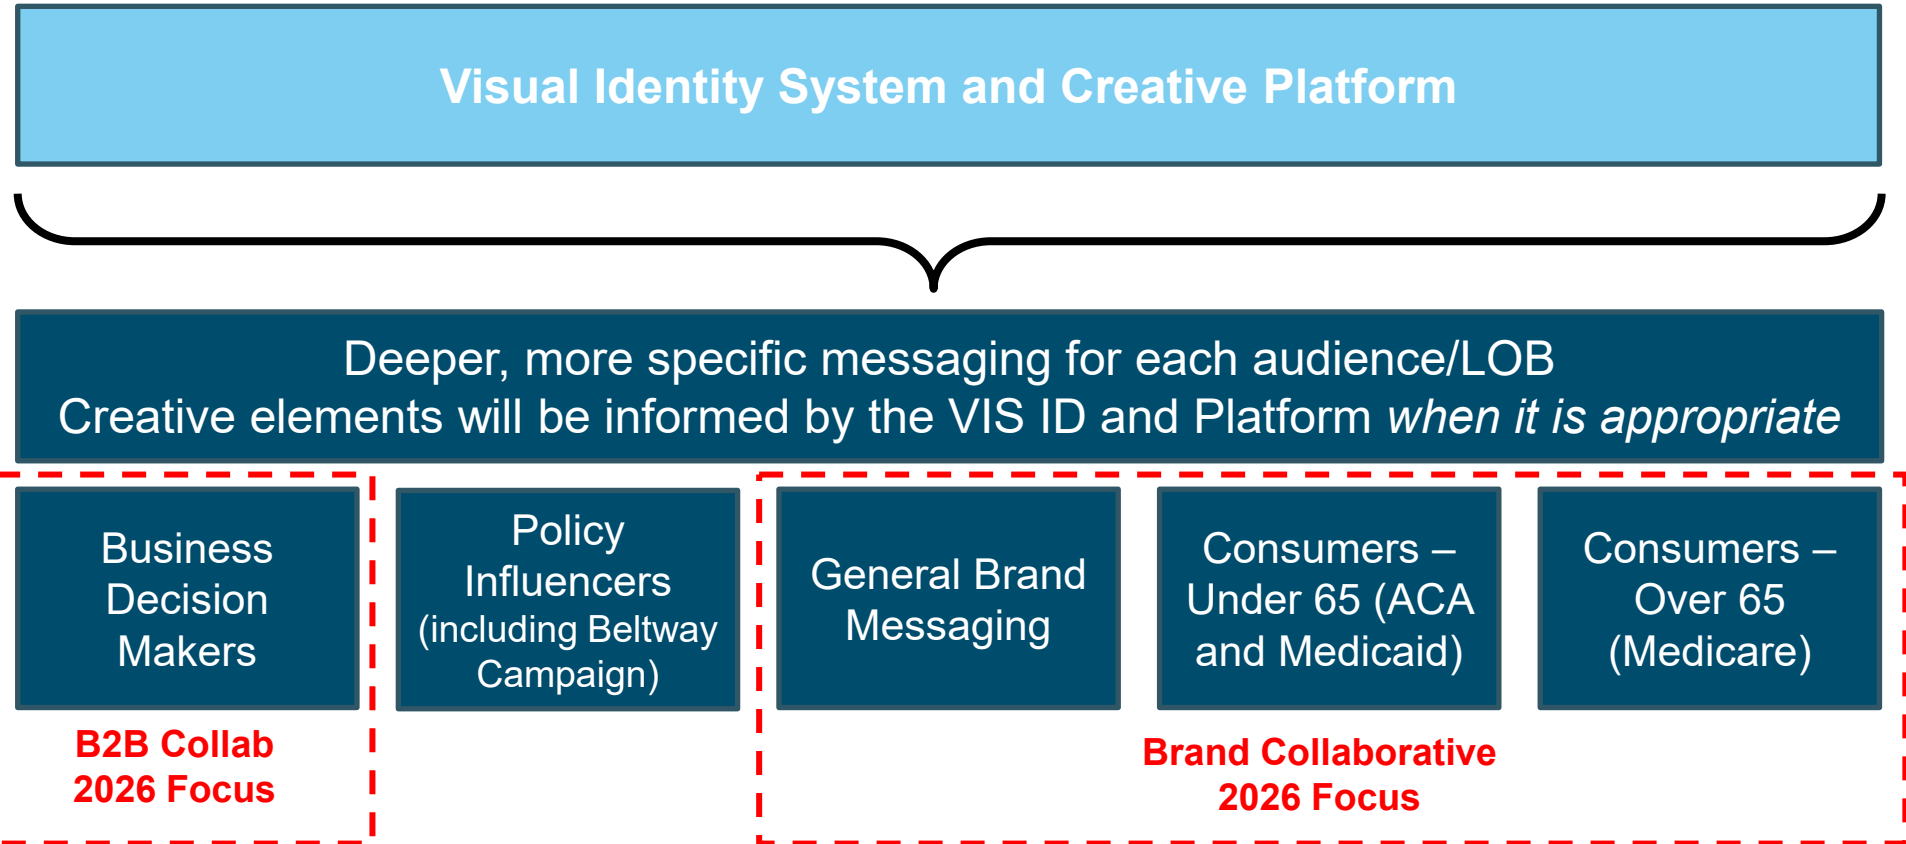 Visual Identity System and Creative Platform
Deeper, more specific messaging for each audience/LOB
Creative elements will be informed by the VIS ID and Platform when it is appropriate
Business
Decision
Makers
Policy
Influencers
(including Beltway
Campaign)
General Brand
Messaging
Consumers –
Under 65 (ACA
and Medicaid)
Consumers –
Over 65
(Medicare)
B2B Collab
2026 Focus
Brand Collaborative
2026 Focus